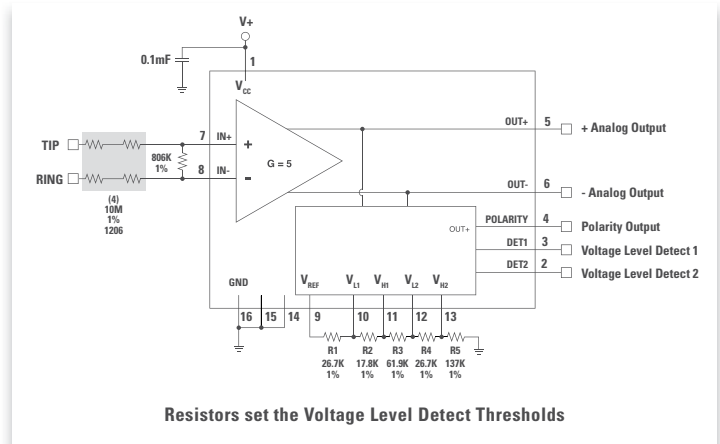 V+
0.1mF
1
VCC
TIP
RING
(4)
10M
1%
1206
806K
1%
7 IN+
8 IN-
+
-
G = 5
OUT+ 5 + Analog Output
OUT- 6 - Analog Output
OUT+
POLARITY 4 Polarity Output
DET1 3 Voltage Level Detect 1
DET2 2 Voltage Level Detect 2
GND
VREF VL1 VH1 VL2 VH2
16 15 14 9 10 11 12 13
R1 R2 R3 R4 R5
26.7K 17.8K 61.9K 26.7K 137K
1% 1% 1% 1% 1%
Resistors set the Voltage Level Detect Thresholds